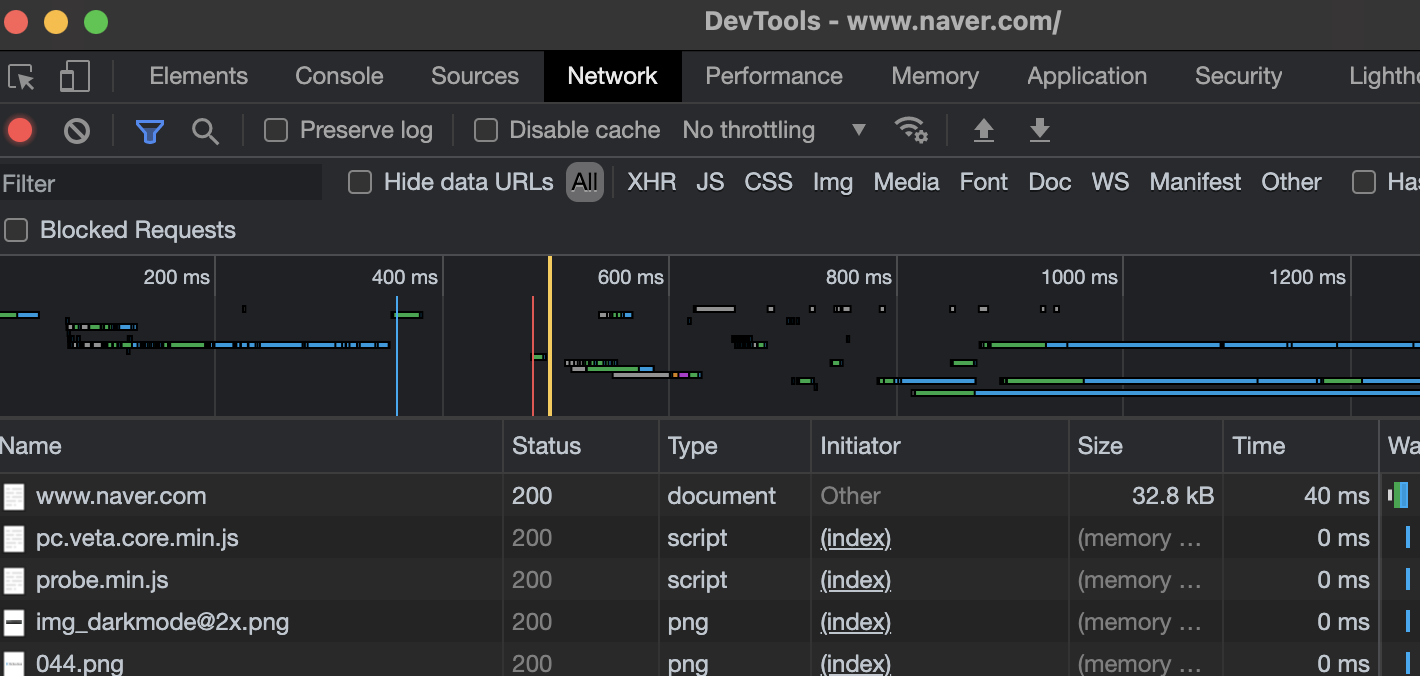 DevTools - www.naver.com/
Elements Console Sources Network Performance Memory Application Security Lightho
Preserve log Disable cache No throttling
Filter Hide data URLs All XHR JS CSS Img Media Font Doc WS Manifest Other Has
Blocked Requests
200 ms 400 ms 600 ms 800 ms 1000 ms 1200 ms
Name Status Type Initiator Size Time Wa
www.naver.com 200 document Other 32.8 kB 40 ms
pc.veta.core.min.js 200 script (index) (memory … 0 ms
probe.min.js 200 script (index) (memory … 0 ms
img_darkmode@2x.png 200 png (index) (memory … 0 ms
044.png 200 png (index) (memory … 0 ms